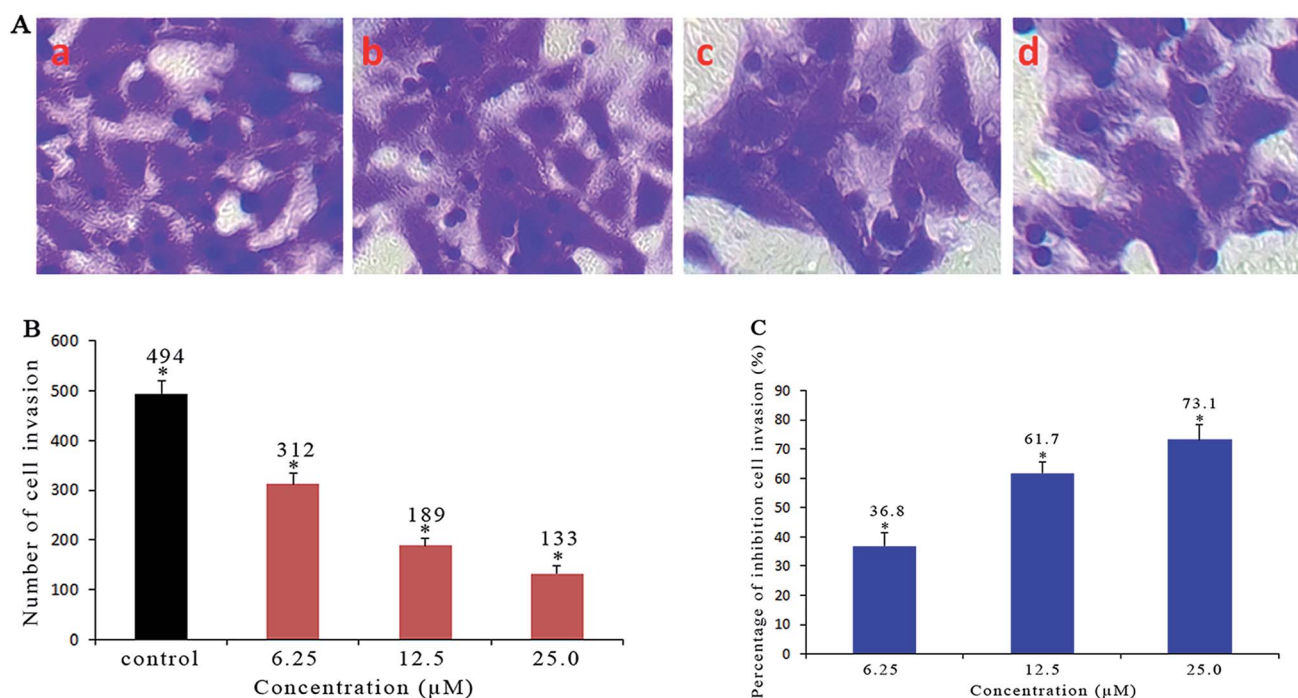 A
a
b
c
d
B
Number of cell invasion
600
500
400
300
200
100
0
494
*
312
*
189
*
133
*
control 6.25 12.5 25.0
Concentration (µM)
C
Percentage of inhibition cell invasion (%)
90
80
70
60
50
40
30
20
10
0
36.8
*
61.7
*
73.1
*
6.25 12.5 25.0
Concentration (µM)